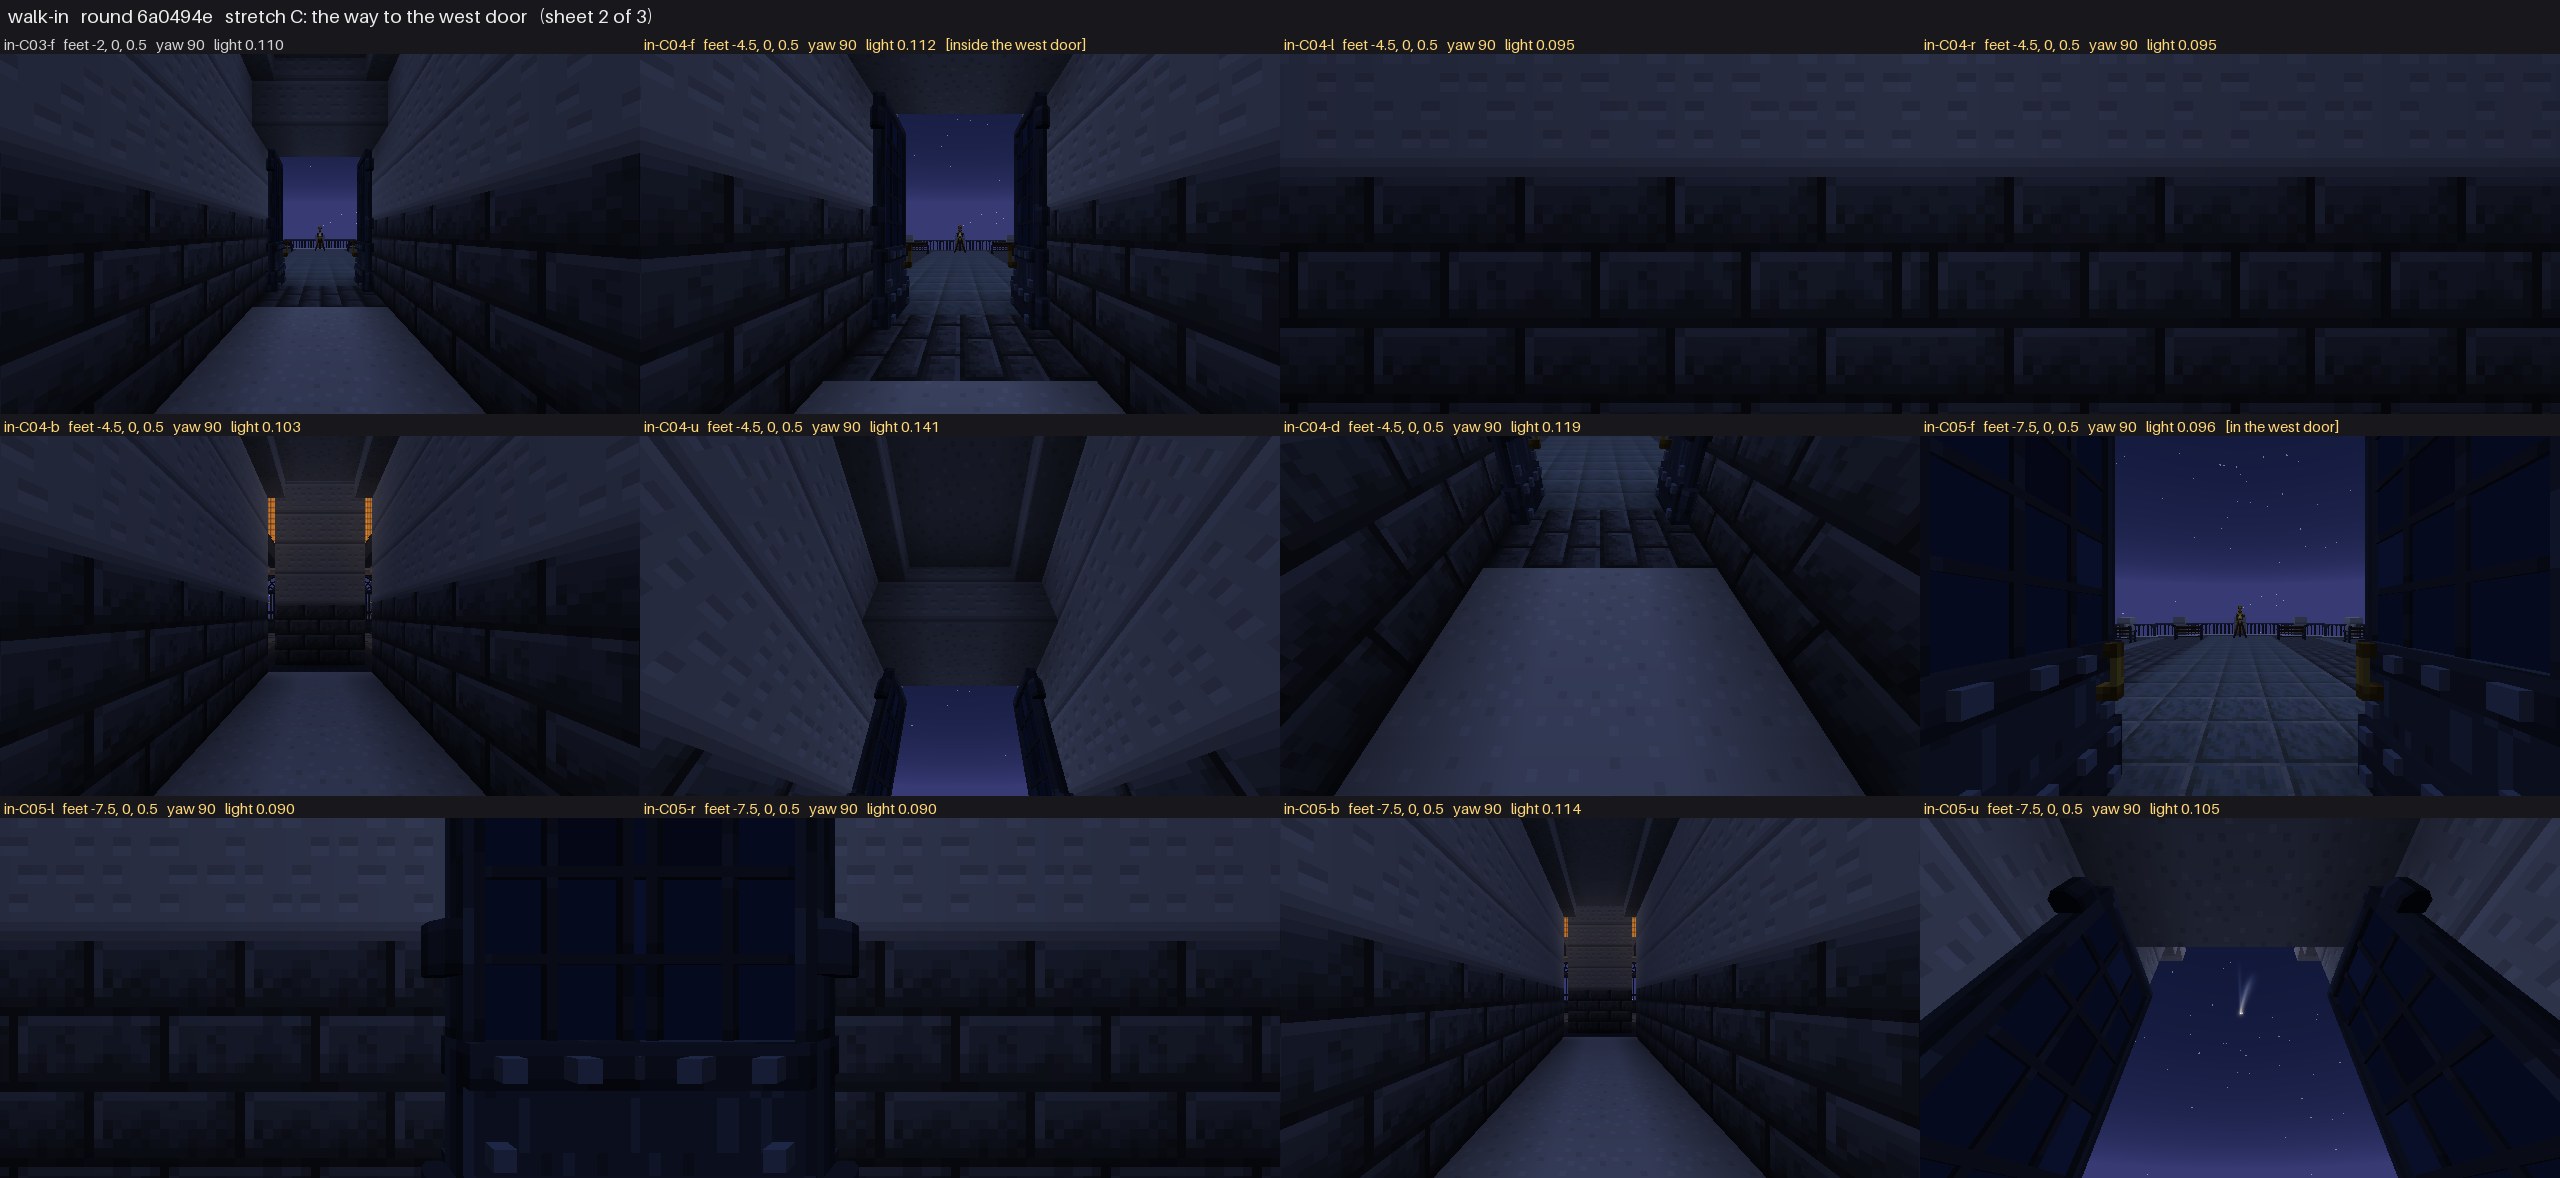 walk-in round 6a0494e stretch C: the way to the west door (sheet 2 of 3)
in-C03-f feet -2, 0, 0.5 yaw 90 light 0.110
in-C04-f feet -4.5, 0, 0.5 yaw 90 light 0.112 [inside the west door]
in-C04-l feet -4.5, 0, 0.5 yaw 90 light 0.095
in-C04-r feet -4.5, 0, 0.5 yaw 90 light 0.095
in-C04-b feet -4.5, 0, 0.5 yaw 90 light 0.103
in-C04-u feet -4.5, 0, 0.5 yaw 90 light 0.141
in-C04-d feet -4.5, 0, 0.5 yaw 90 light 0.119
in-C05-f feet -7.5, 0, 0.5 yaw 90 light 0.096 [in the west door]
in-C05-l feet -7.5, 0, 0.5 yaw 90 light 0.090
in-C05-r feet -7.5, 0, 0.5 yaw 90 light 0.090
in-C05-b feet -7.5, 0, 0.5 yaw 90 light 0.114
in-C05-u feet -7.5, 0, 0.5 yaw 90 light 0.105